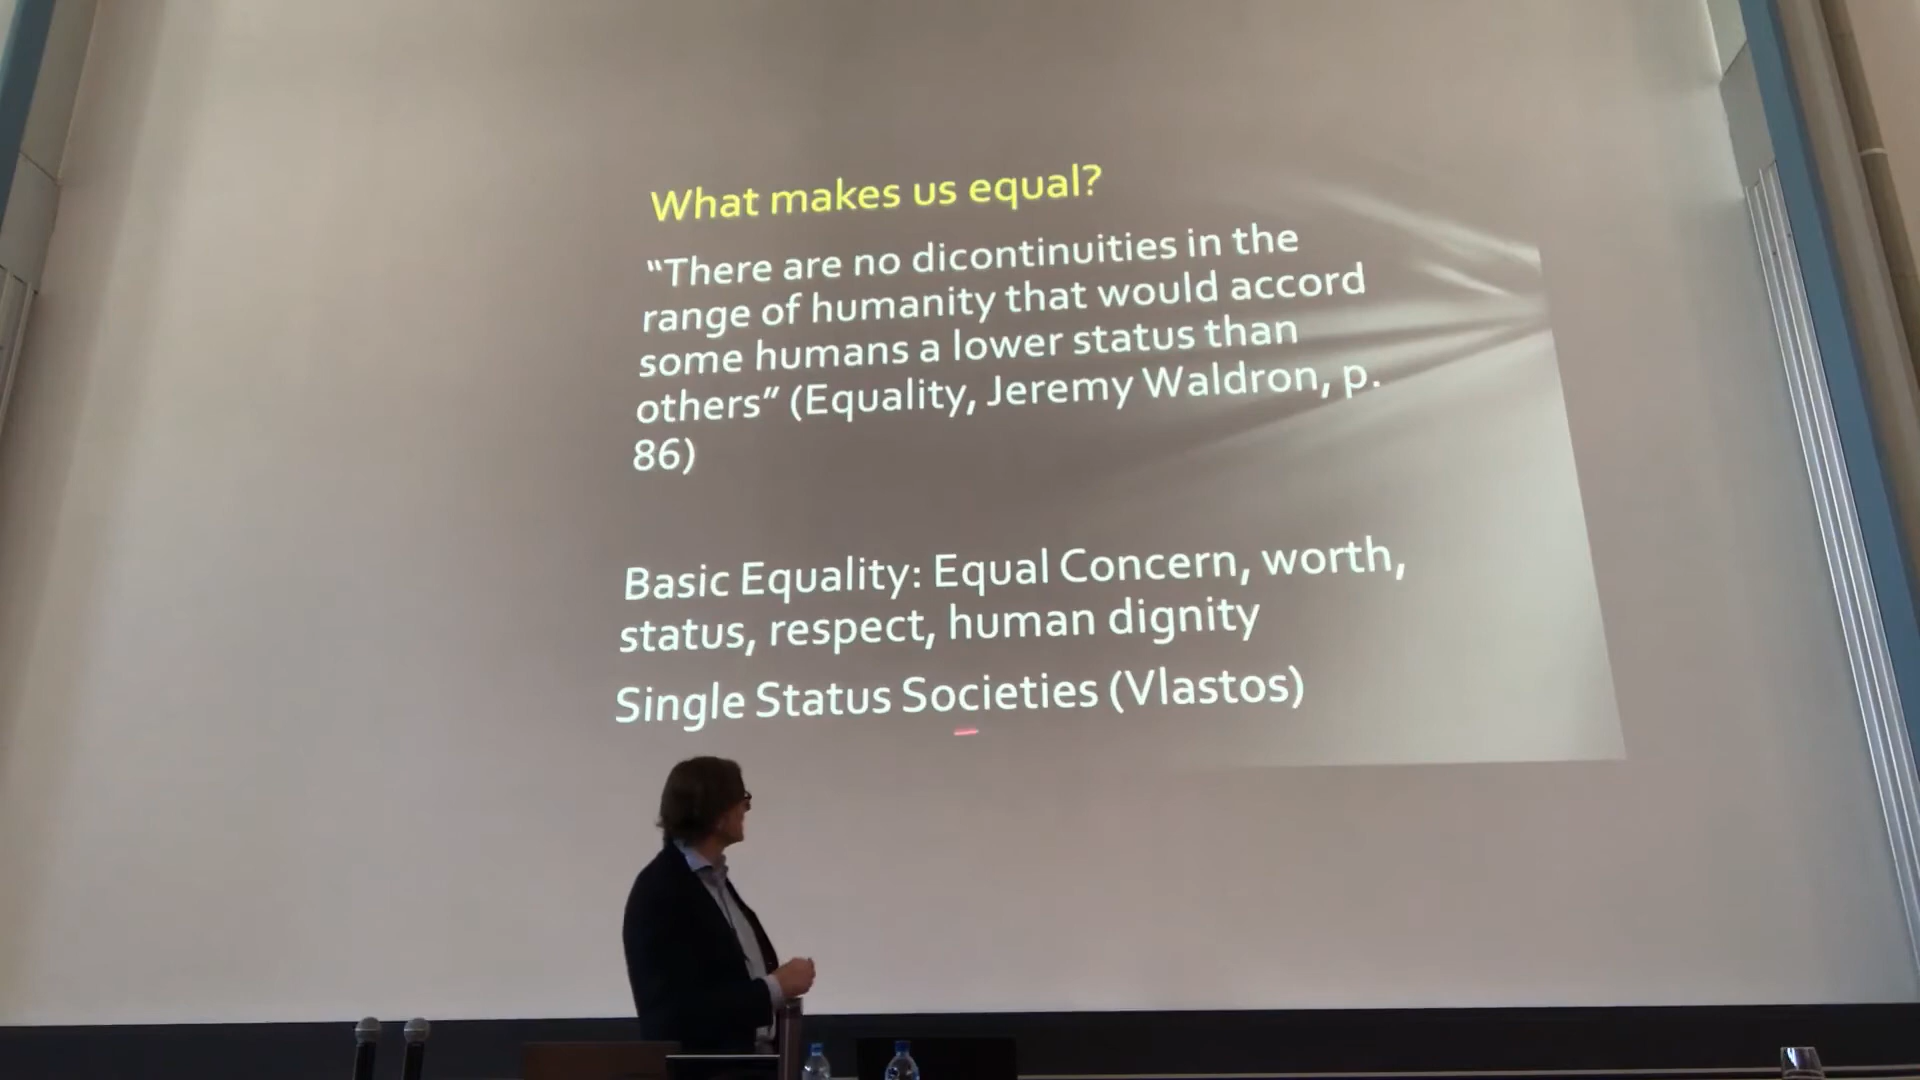 What makes us equal?
“There are no dicontinuities in the
range of humanity that would accord
some humans a lower status than
others” (Equality, Jeremy Waldron, p.
86)
Basic Equality: Equal Concern, worth,
status, respect, human dignity
Single Status Societies (Vlastos)